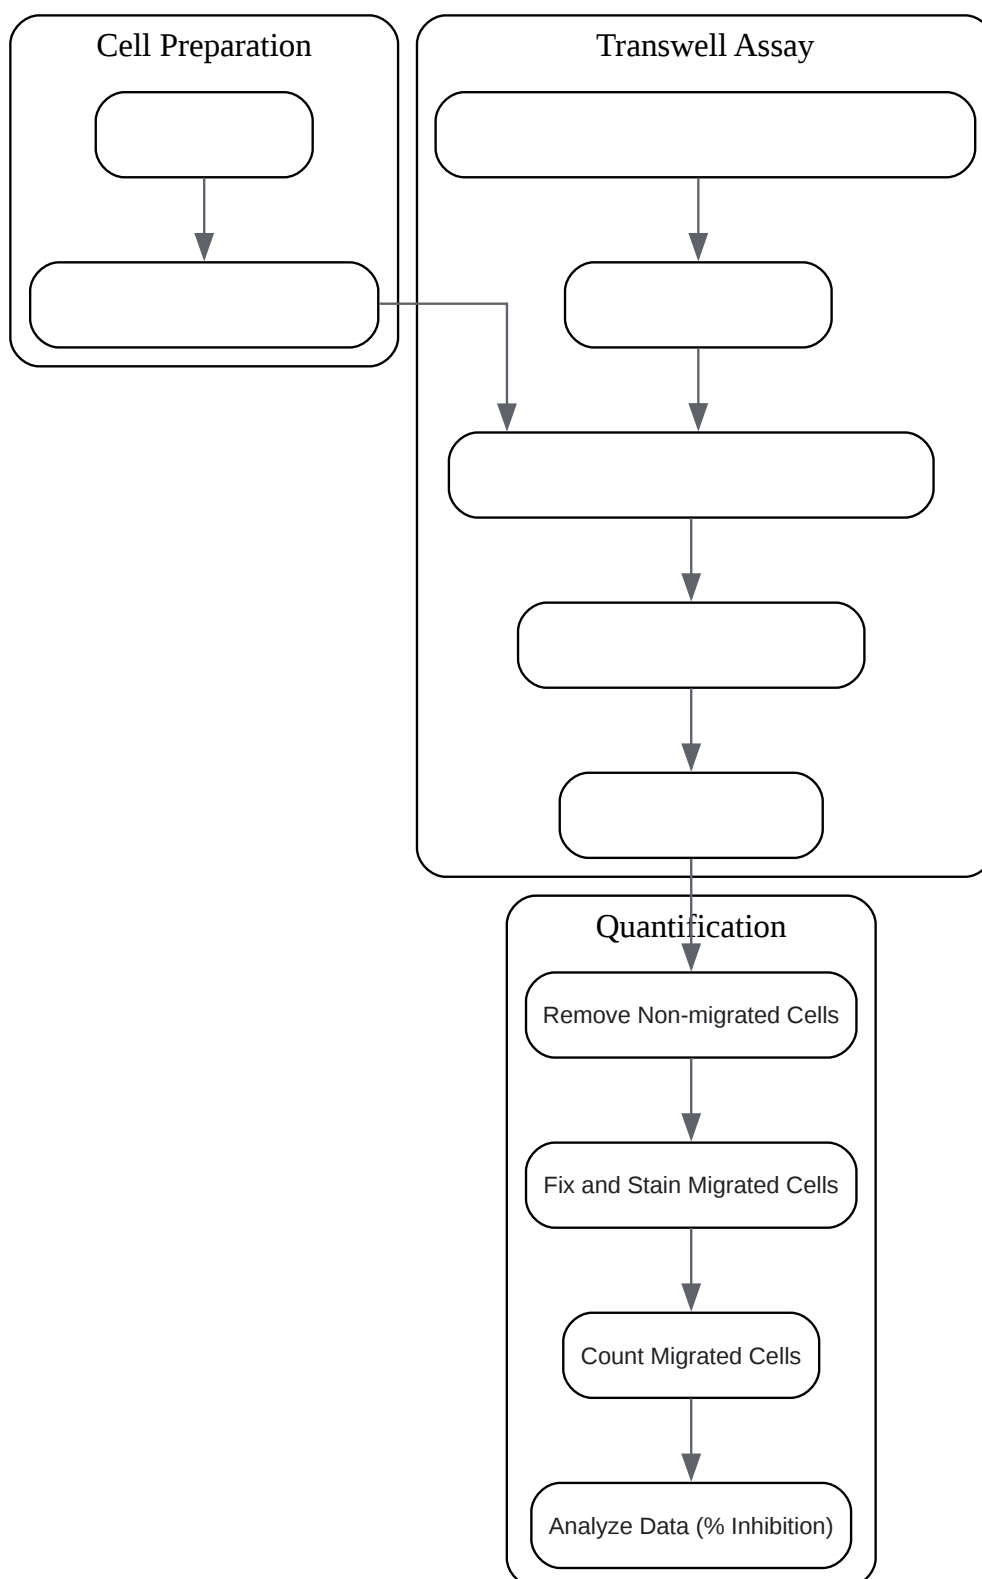 Cell Preparation
Transwell Assay
Quantification
Remove Non-migrated Cells
Fix and Stain Migrated Cells
Count Migrated Cells
Analyze Data (% Inhibition)